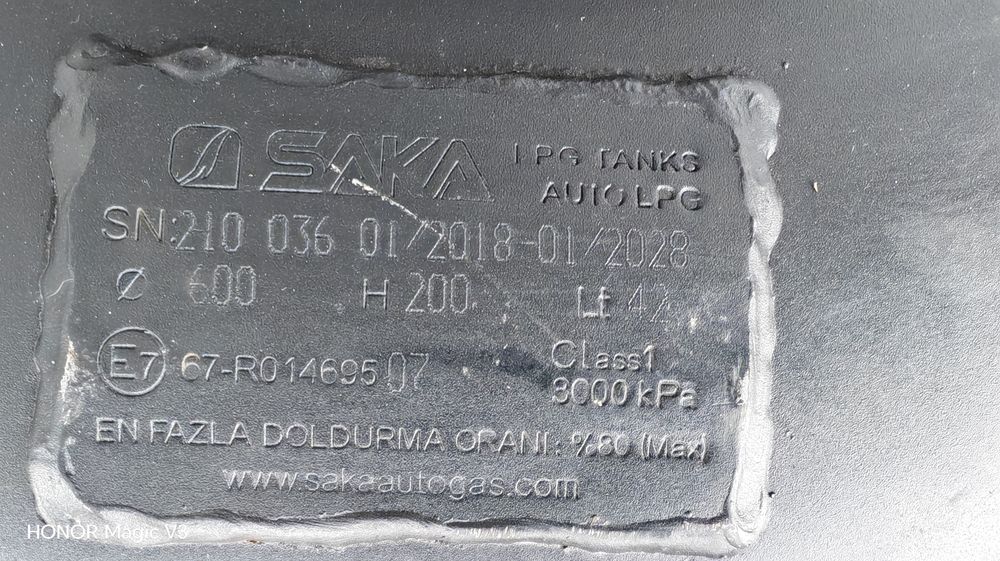 SAKA LPG TANKS
AUTO LPG
SN:210 036 01/2018-01/2028
Ø 600 H 200 Lt 42
E7 67-R014695 07 Class1
3000 kPa
EN FAZLA DOLDURMA ORANI: %80 (Max)
www.sakaautogas.com
HONOR Magic V3